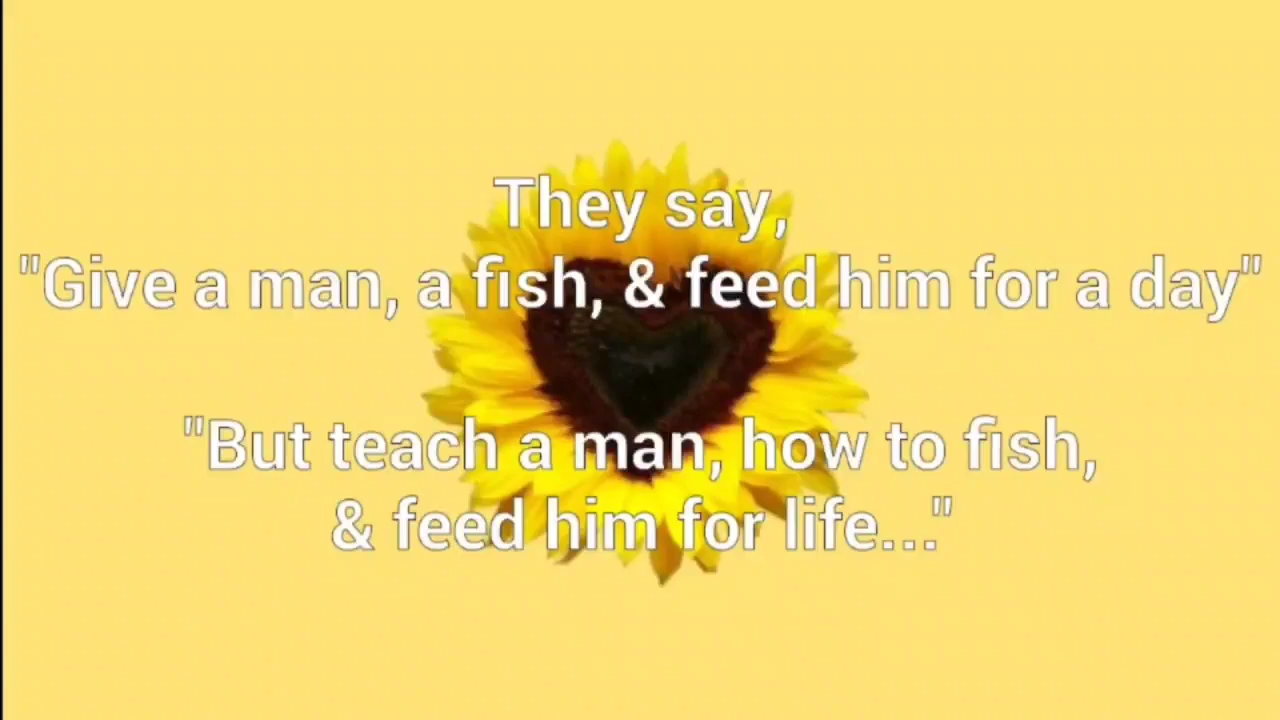 They say,
"Give a man, a fish, & feed him for a day"
"But teach a man, how to fish,
& feed him for life..."